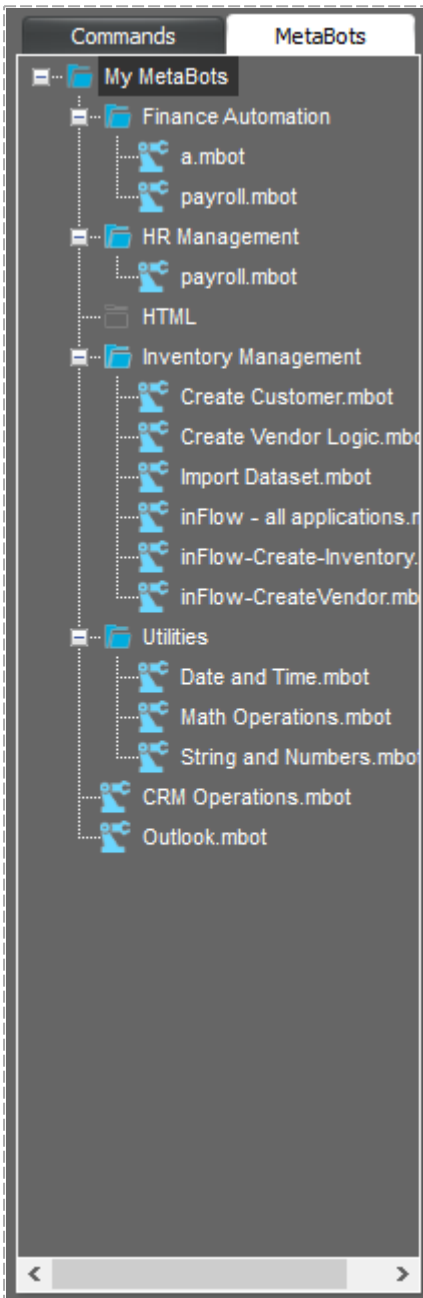 Commands MetaBots
My MetaBots
Finance Automation
a.mbot
payroll.mbot
HR Management
payroll.mbot
HTML
Inventory Management
Create Customer.mbot
Create Vendor Logic.mbo
Import Dataset.mbot
inFlow - all applications.
inFlow-Create-Inventory.
inFlow-CreateVendor.mb
Utilities
Date and Time.mbot
Math Operations.mbot
String and Numbers.mbot
CRM Operations.mbot
Outlook.mbot